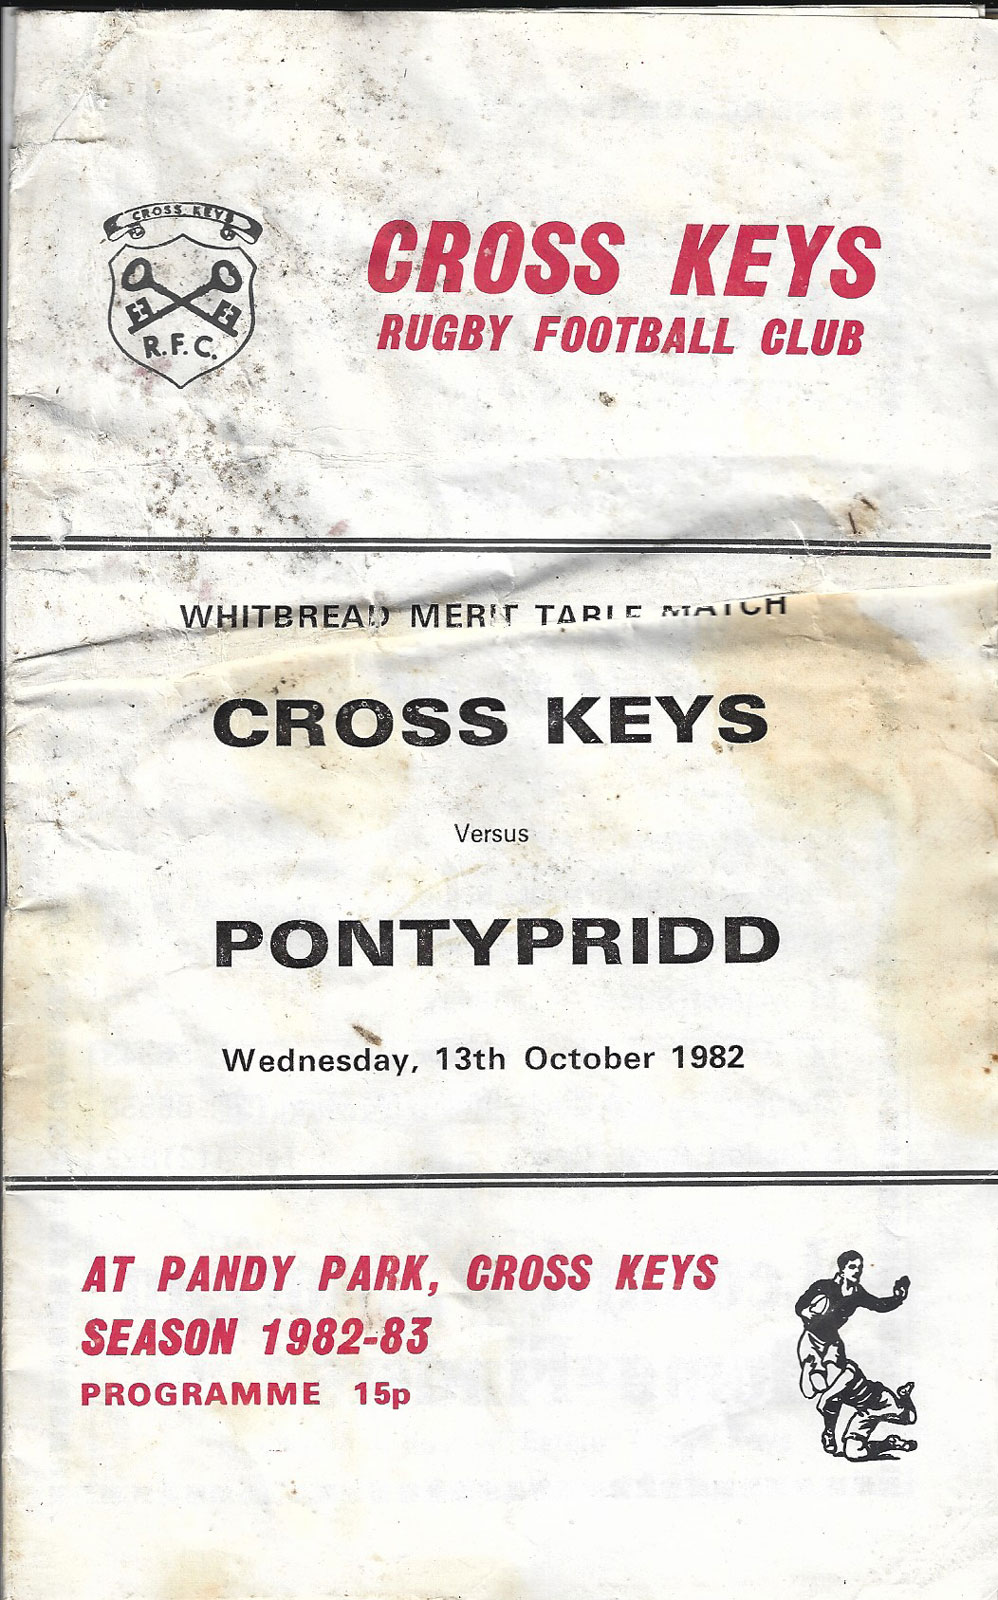 CROSS KEYS
R.F.C.
CROSS KEYS
RUGBY FOOTBALL CLUB
WHITBREAD MERIT TABLE MATCH
CROSS KEYS
Versus
PONTYPRIDD
Wednesday, 13th October 1982
AT PANDY PARK, CROSS KEYS
SEASON 1982-83
PROGRAMME 15p